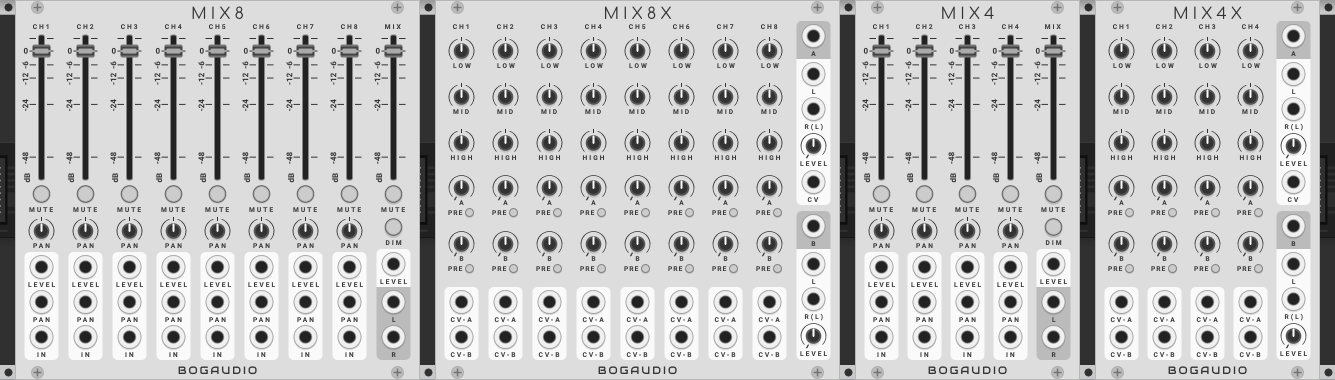 MIX8
CH1 CH2 CH3 CH4 CH5 CH6 CH7 CH8 MIX
0 0 0 0 0 0 0 0 0
-6 -6 -6 -6 -6 -6 -6 -6 -6
-12 -12 -12 -12 -12 -12 -12 -12 -12
-24 -24 -24 -24 -24 -24 -24 -24 -24
-48 -48 -48 -48 -48 -48 -48 -48 -48
dB dB dB dB dB dB dB dB dB
MUTE MUTE MUTE MUTE MUTE MUTE MUTE MUTE MUTE
PAN PAN PAN PAN PAN PAN PAN PAN DIM
LEVEL LEVEL LEVEL LEVEL LEVEL LEVEL LEVEL LEVEL LEVEL
PAN PAN PAN PAN PAN PAN PAN PAN L
IN IN IN IN IN IN IN IN R
BOGAUDIO
MIX8X
CH1 CH2 CH3 CH4 CH5 CH6 CH7 CH8
LOW LOW LOW LOW LOW LOW LOW LOW
MID MID MID MID MID MID MID MID
HIGH HIGH HIGH HIGH HIGH HIGH HIGH HIGH
A A A A A A A A
PRE PRE PRE PRE PRE PRE PRE PRE
B B B B B B B B
PRE PRE PRE PRE PRE PRE PRE PRE
CV-A CV-A CV-A CV-A CV-A CV-A CV-A CV-A
CV-B CV-B CV-B CV-B CV-B CV-B CV-B CV-B
A
L
R(L)
LEVEL
CV
B
L
R(L)
LEVEL
BOGAUDIO
MIX4
CH1 CH2 CH3 CH4 MIX
0 0 0 0 0
-6 -6 -6 -6 -6
-12 -12 -12 -12 -12
-24 -24 -24 -24 -24
-48 -48 -48 -48 -48
dB dB dB dB dB
MUTE MUTE MUTE MUTE MUTE
PAN PAN PAN PAN DIM
LEVEL LEVEL LEVEL LEVEL LEVEL
PAN PAN PAN PAN L
IN IN IN IN R
BOGAUDIO
MIX4X
CH1 CH2 CH3 CH4
LOW LOW LOW LOW
MID MID MID MID
HIGH HIGH HIGH HIGH
A A A A
PRE PRE PRE PRE
B B B B
PRE PRE PRE PRE
CV-A CV-A CV-A CV-A
CV-B CV-B CV-B CV-B
A
L
R(L)
LEVEL
CV
B
L
R(L)
LEVEL
BOGAUDIO